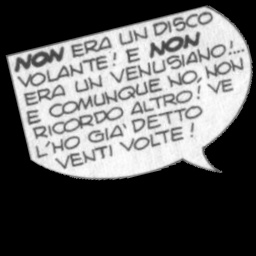 NON ERA UN DISCO
VOLANTE! E NON
ERA UN VENUSIANO!...
E COMUNQUE NO, NON
RICORDO ALTRO! VE
L'HO GIA' DETTO
VENTI VOLTE!